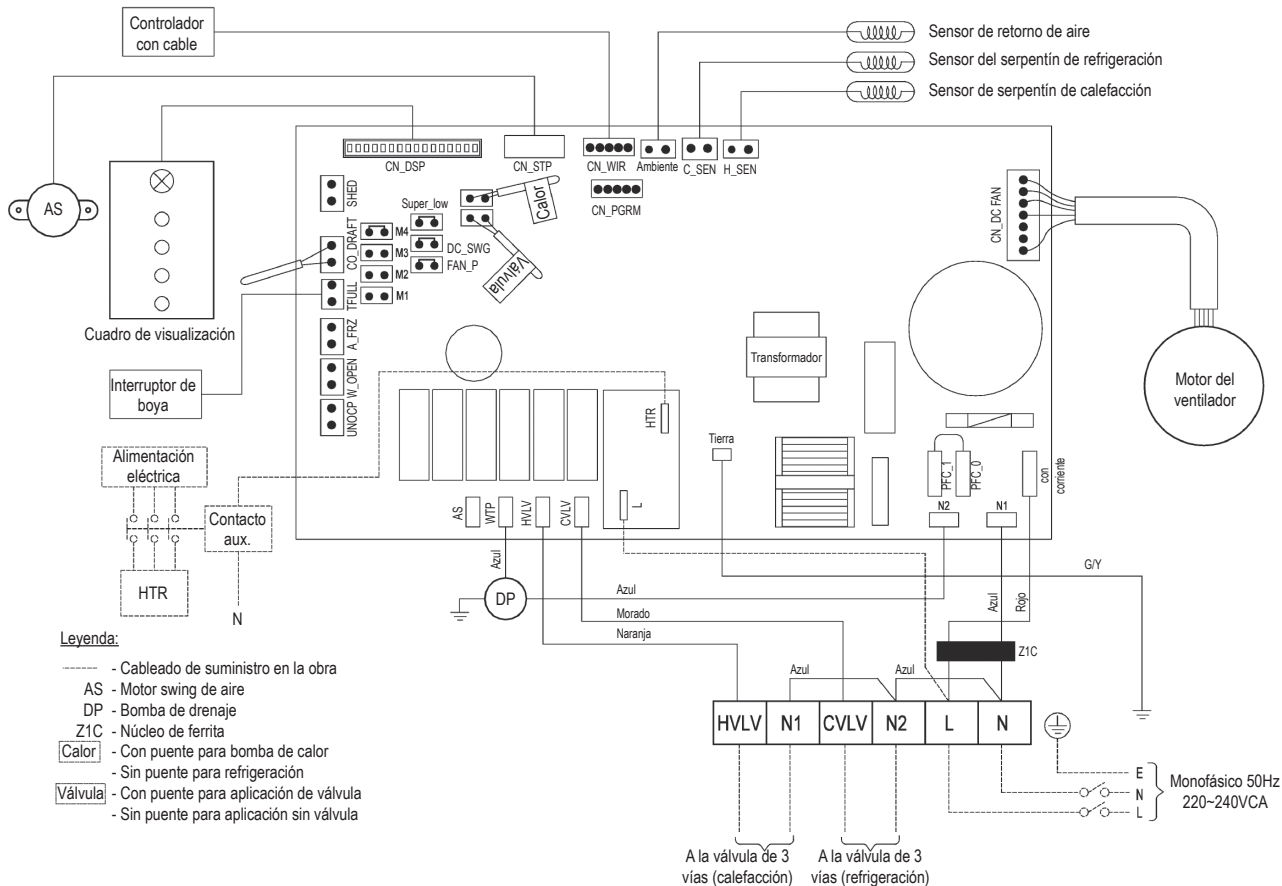 Controlador
con cable
Sensor de retorno de aire
Sensor del serpentín de refrigeración
Sensor de serpentín de calefacción
CN_DSP
CN_STP
CN_WIR
Ambiente
C_SEN
H_SEN
CN_PGRM
SHED
CO_DRAFT
TFULL
A_FRZ
W_OPEN
UNOCP
M4
M3
M2
M1
Super_low
DC_SWG
FAN_P
Calor
Válvula
CN_DC FAN
AS
Cuadro de visualización
Interruptor de
boya
Motor del
ventilador
Transformador
Alimentación
eléctrica
Contacto
aux.
HTR
N
HTR
L
Tierra
PFC_1
PFC_0
con
corriente
N2
N1
AS
WTP
HVLV
CVLV
Azul
DP
Azul
Morado
Naranja
Azul
Rojo
G/Y
Z1C
Azul
Azul
HVLV
N1
CVLV
N2
L
N
E
N
L
Monofásico 50Hz
220~240VCA
A la válvula de 3
vías (calefacción)
A la válvula de 3
vías (refrigeración)
Leyenda:
- Cableado de suministro en la obra
AS - Motor swing de aire
DP - Bomba de drenaje
Z1C - Núcleo de ferrita
Calor - Con puente para bomba de calor
- Sin puente para refrigeración
Válvula - Con puente para aplicación de válvula
- Sin puente para aplicación sin válvula